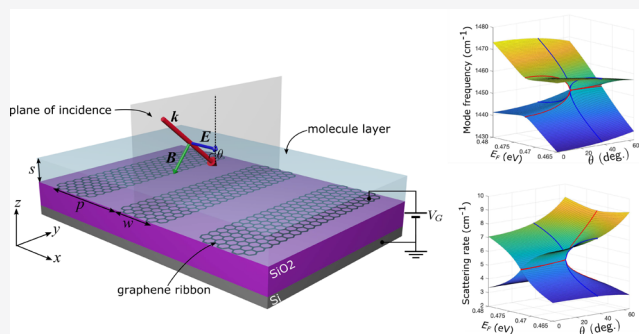 plane of incidence
k
E
B
θ
molecule layer
s
p
w
z
y
x
V_G
SiO2
Si
graphene ribbon
Mode frequency (cm⁻¹)
1480
1470
1460
1450
1440
1430
0.48
0.475
0.47
0.465
E_F (eV)
0
20
40
60
θ (deg.)
Scattering rate (cm⁻¹)
10
9
8
7
6
5
4
3
2
0.48
0.475
0.47
0.465
E_F (eV)
0
20
40
60
θ (deg.)